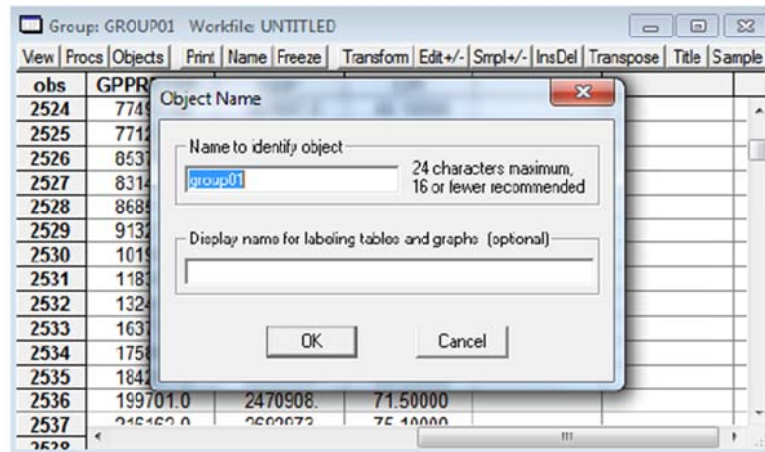 Group: GROUP01 Workfile: UNTITLED
View Procs Objects Print Name Freeze Transform Edit+/- Smpl+/- InsDel Transpose Title Sample
obs
2524
2525
2526
2527
2528
2529
2530
2531
2532
2533
2534
2535
2536 199701.0 2470908. 71.50000
2537 75.10000
Object Name
Name to identify object
group01
24 characters maximum,
16 or fewer recommended
Display name for labeling tables and graphs (optional)
OK Cancel